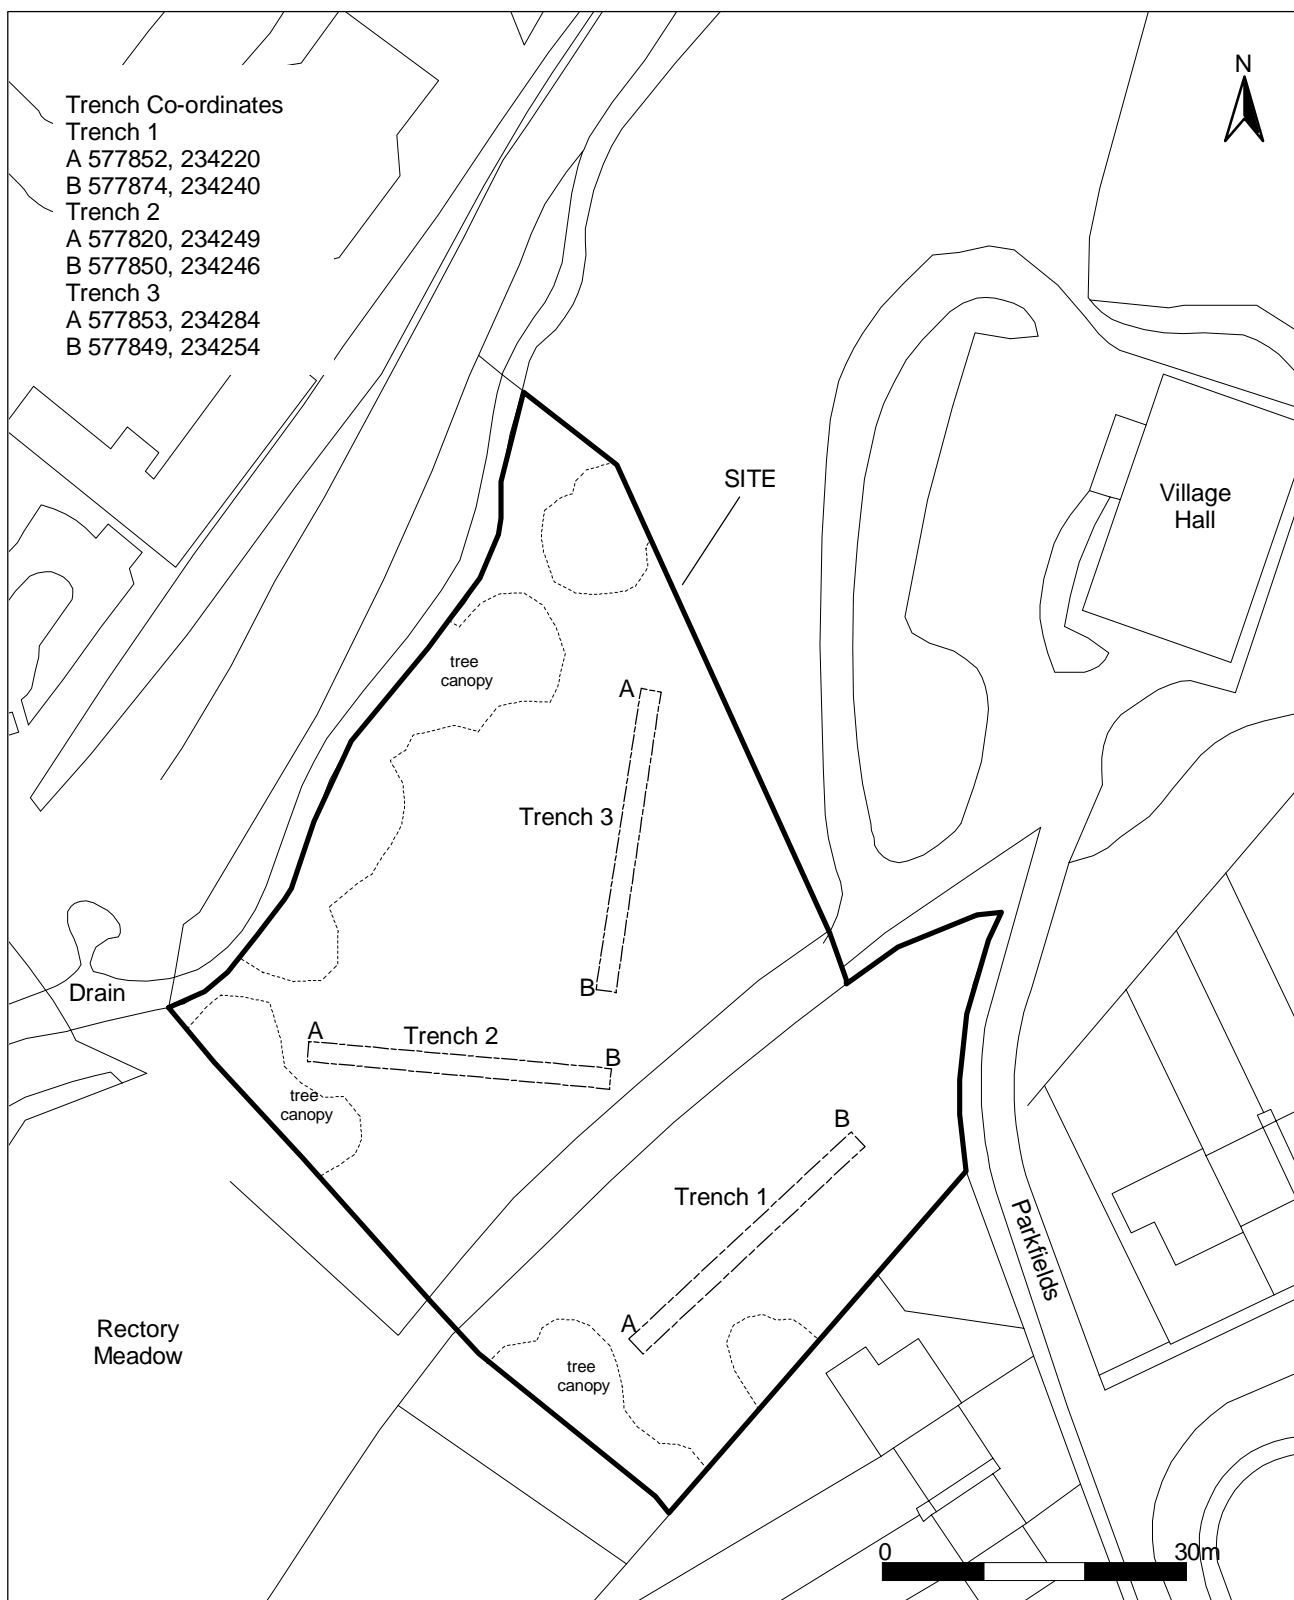 N
Trench Co-ordinates
Trench 1
A 577852, 234220
B 577874, 234240
Trench 2
A 577820, 234249
B 577850, 234246
Trench 3
A 577853, 234284
B 577849, 234254
SITE
Village
Hall
tree
canopy
A
Trench 3
B
Drain
A
Trench 2
B
tree
canopy
B
Trench 1
Parkfields
A
Rectory
Meadow
tree
canopy
0
30m